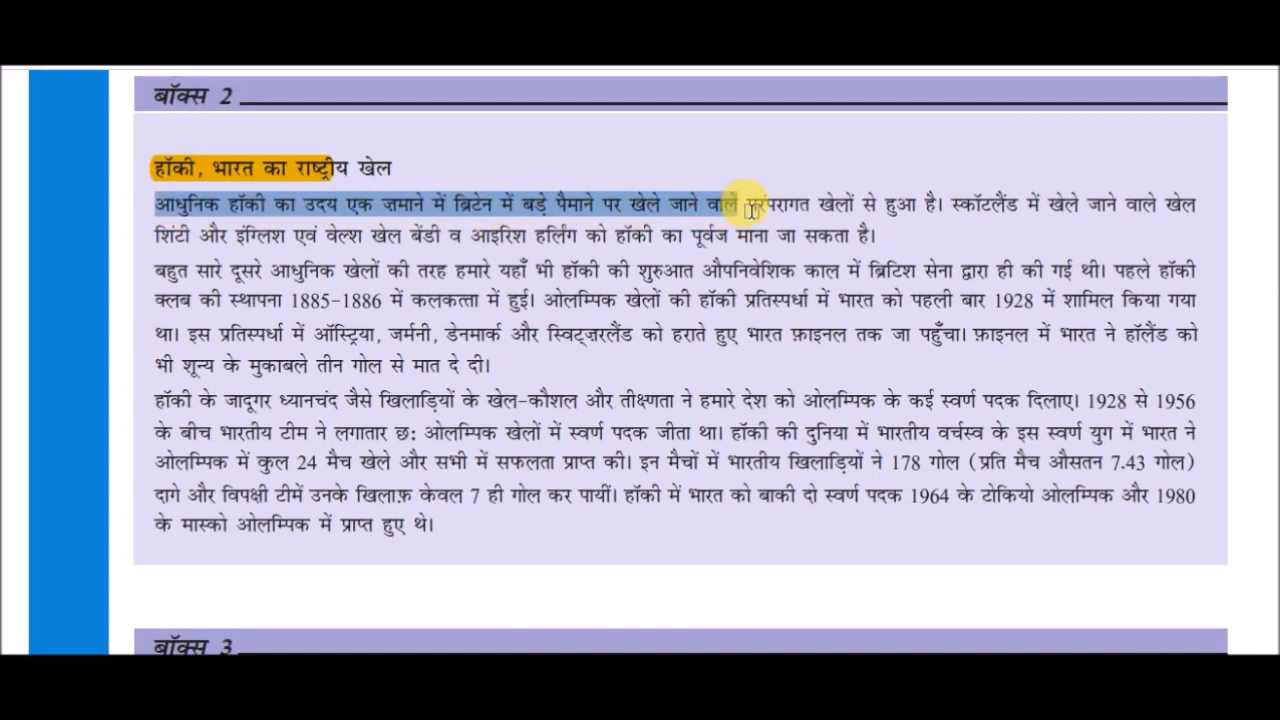 बॉक्स 2
हॉकी, भारत का राष्ट्रीय खेल
आधुनिक हॉकी का उदय एक ज़माने में ब्रिटेन में बड़े पैमाने पर खेले जाने वाले परंपरागत खेलों से हुआ है। स्कॉटलैंड में खेले जाने वाले खेल
शिंटी और इंग्लिश एवं वेल्श खेल बेंडी व आइरिश हर्लिंग को हॉकी का पूर्वज माना जा सकता है।
बहुत सारे दूसरे आधुनिक खेलों की तरह हमारे यहाँ भी हॉकी की शुरुआत औपनिवेशिक काल में ब्रिटिश सेना द्वारा ही की गई थी। पहले हॉकी
क्लब की स्थापना 1885-1886 में कलकत्ता में हुई। ओलम्पिक खेलों की हॉकी प्रतिस्पर्धा में भारत को पहली बार 1928 में शामिल किया गया
था। इस प्रतिस्पर्धा में ऑस्ट्रिया, जर्मनी, डेनमार्क और स्विट्ज़रलैंड को हराते हुए भारत फ़ाइनल तक जा पहुँचा। फ़ाइनल में भारत ने हॉलैंड को
भी शून्य के मुकाबले तीन गोल से मात दे दी।
हॉकी के जादूगर ध्यानचंद जैसे खिलाड़ियों के खेल-कौशल और तीक्ष्णता ने हमारे देश को ओलम्पिक के कई स्वर्ण पदक दिलाए। 1928 से 1956
के बीच भारतीय टीम ने लगातार छ: ओलम्पिक खेलों में स्वर्ण पदक जीता था। हॉकी की दुनिया में भारतीय वर्चस्व के इस स्वर्ण युग में भारत ने
ओलम्पिक में कुल 24 मैच खेले और सभी में सफलता प्राप्त की। इन मैचों में भारतीय खिलाड़ियों ने 178 गोल (प्रति मैच औसतन 7.43 गोल)
दागे और विपक्षी टीमें उनके खिलाफ़ केवल 7 ही गोल कर पायीं। हॉकी में भारत को बाकी दो स्वर्ण पदक 1964 के टोकियो ओलम्पिक और 1980
के मास्को ओलम्पिक में प्राप्त हुए थे।
बॉक्स 3